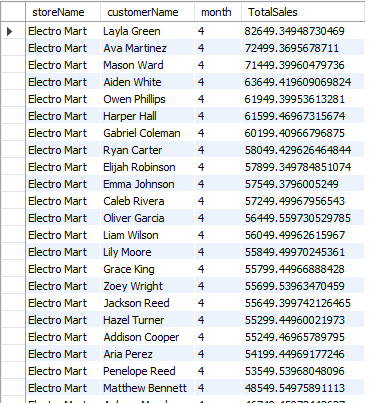 storeName customerName month TotalSales
Electro Mart Layla Green 4 82649.34948730469
Electro Mart Ava Martinez 4 72499.3695678711
Electro Mart Mason Ward 4 71449.39960479736
Electro Mart Aiden White 4 63649.419609069824
Electro Mart Owen Phillips 4 61949.39953613281
Electro Mart Harper Hall 4 61599.46967315674
Electro Mart Gabriel Coleman 4 60199.40966796875
Electro Mart Ryan Carter 4 58049.429626464844
Electro Mart Elijah Robinson 4 57899.349784851074
Electro Mart Emma Johnson 4 57549.3796005249
Electro Mart Caleb Rivera 4 57249.49967956543
Electro Mart Oliver Garcia 4 56449.559730529785
Electro Mart Liam Wilson 4 56049.49962615967
Electro Mart Lily Moore 4 55849.49970245361
Electro Mart Grace King 4 55799.44966888428
Electro Mart Zoey Wright 4 55699.53963470459
Electro Mart Jackson Reed 4 55649.399742126465
Electro Mart Hazel Turner 4 55299.44960021973
Electro Mart Addison Cooper 4 55249.46965789795
Electro Mart Aria Perez 4 54199.44969177246
Electro Mart Penelope Reed 4 53549.53968048096
Electro Mart Matthew Bennett 4 48549.54975891113